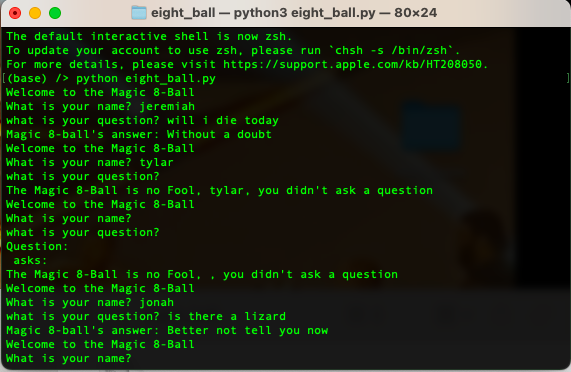 eight_ball — python3 eight_ball.py — 80×24
The default interactive shell is now zsh.
To update your account to use zsh, please run `chsh -s /bin/zsh`.
For more details, please visit https://support.apple.com/kb/HT208050.
[(base) /> python eight_ball.py ]
Welcome to the Magic 8-Ball
What is your name? jeremiah
what is your question? will i die today
Magic 8-ball's answer: Without a doubt
Welcome to the Magic 8-Ball
What is your name? tylar
what is your question?
The Magic 8-Ball is no Fool, tylar, you didn't ask a question
Welcome to the Magic 8-Ball
What is your name?
what is your question?
Question:
 asks:
The Magic 8-Ball is no Fool, , you didn't ask a question
Welcome to the Magic 8-Ball
What is your name? jonah
what is your question? is there a lizard
Magic 8-ball's answer: Better not tell you now
Welcome to the Magic 8-Ball
What is your name?